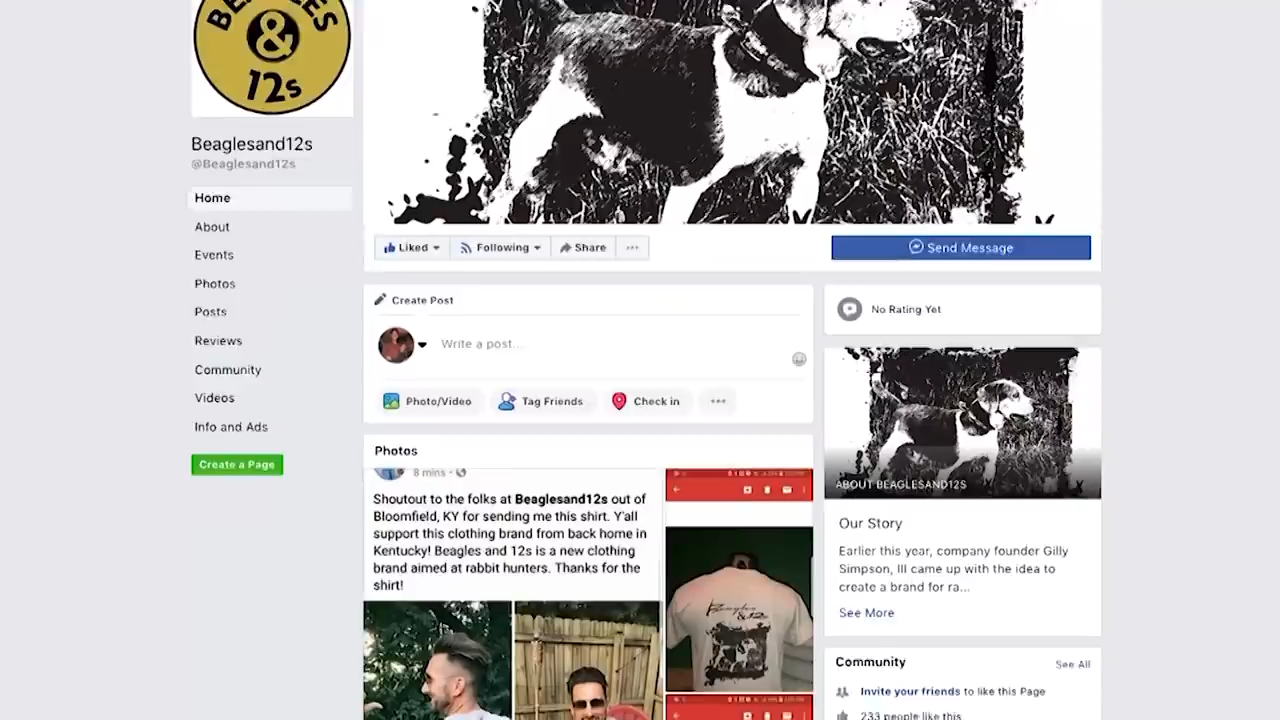 BEAGLES
&
12s
Beaglesand12s
@Beaglesand12s
Home
About
Events
Photos
Posts
Reviews
Community
Videos
Info and Ads
Create a Page
Liked
Following
Share
Send Message
Create Post
Write a post...
Photo/Video
Tag Friends
Check in
Photos
8 mins
Shoutout to the folks at Beaglesand12s out of
Bloomfield, KY for sending me this shirt. Y'all
support this clothing brand from back home in
Kentucky! Beagles and 12s is a new clothing
brand aimed at rabbit hunters. Thanks for the
shirt!
Beagles
&12s
No Rating Yet
ABOUT BEAGLESAND12S
Our Story
Earlier this year, company founder Gilly
Simpson, III came up with the idea to
create a brand for ra...
See More
Community
See All
Invite your friends to like this Page
233 people like this